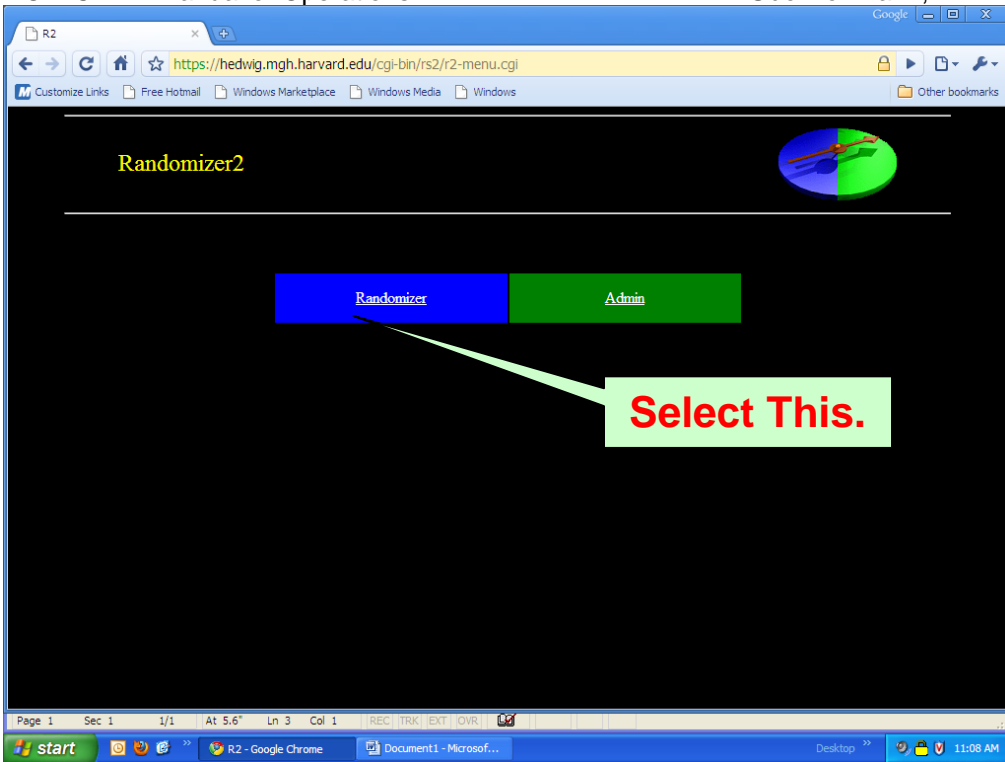 Google
R2
https://hedwig.mgh.harvard.edu/cgi-bin/rs2/r2-menu.cgi
Customize Links Free Hotmail Windows Marketplace Windows Media Windows Other bookmarks
Randomizer2
Randomizer Admin
Select This.
Page 1 Sec 1 1/1 At 5.6" Ln 3 Col 1 REC TRK EXT OVR
start R2 - Google Chrome Document1 - Microsof... Desktop 11:08 AM